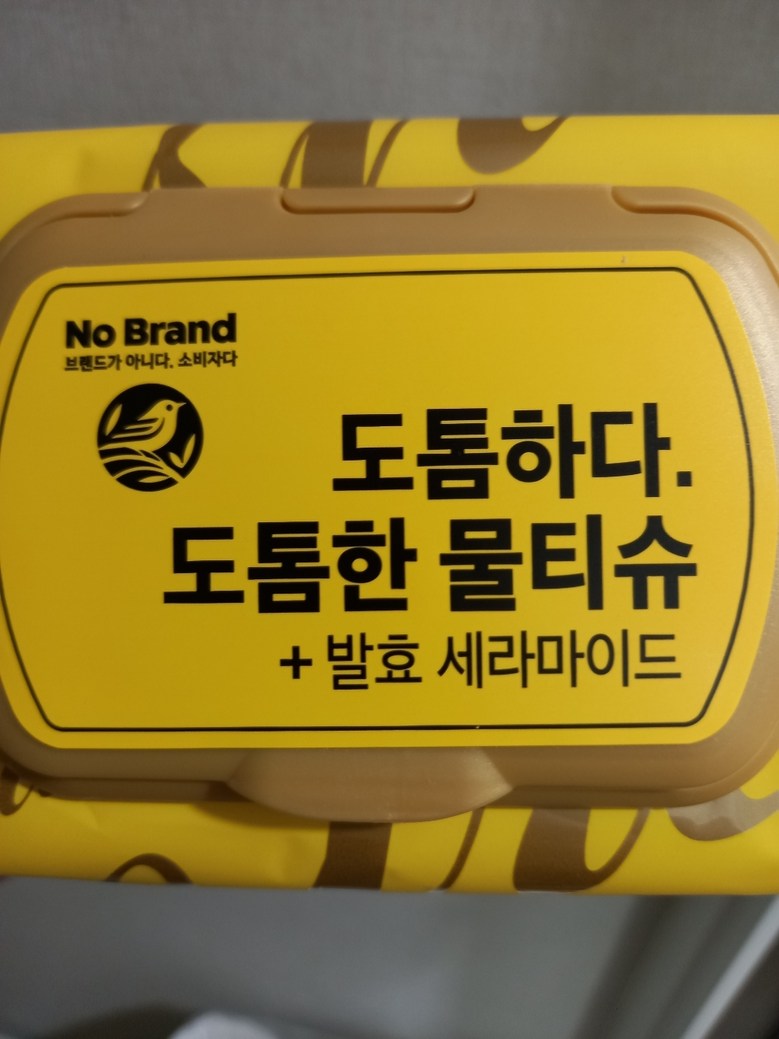 No Brand
브랜드가 아니다. 소비자다
도톰하다.
도톰한 물티슈
+ 발효 세라마이드